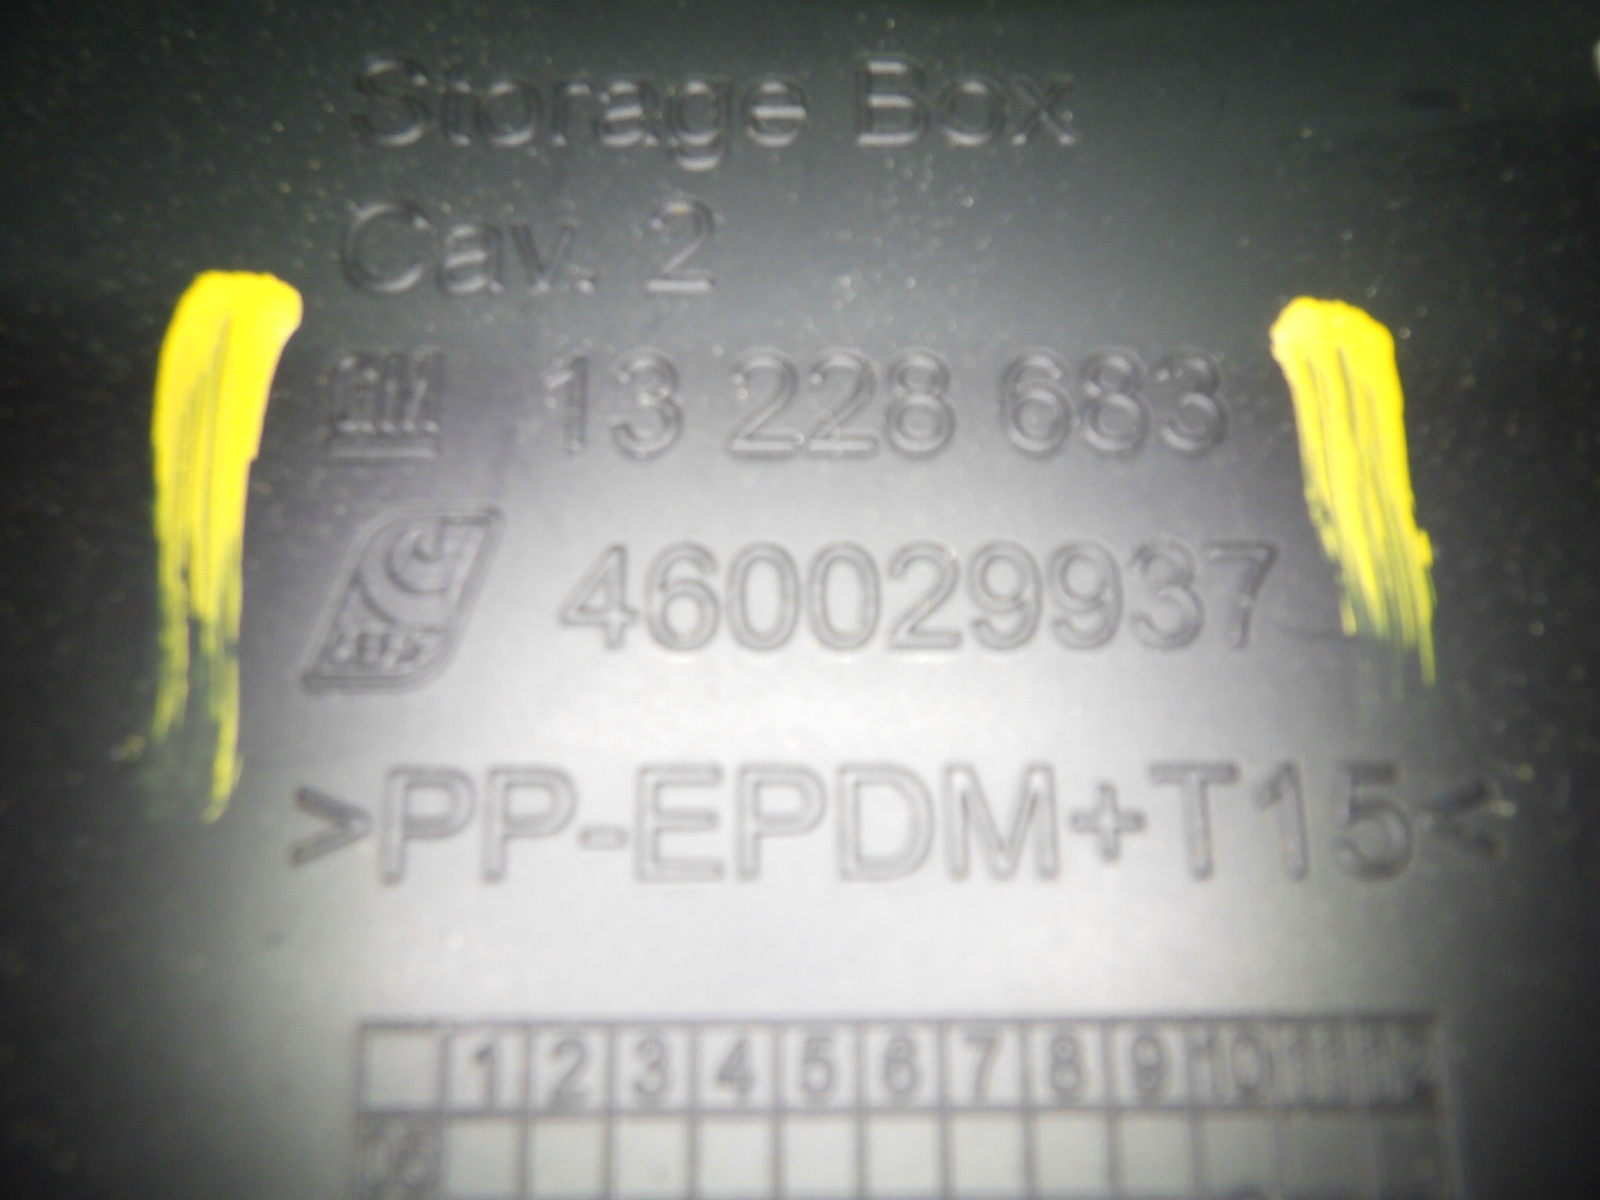 Storage Box
Cav. 2
GM 13 228 683
460029937
>PP-EPDM+T15<
1 2 3 4 5 6 7 8 9 10 11 12